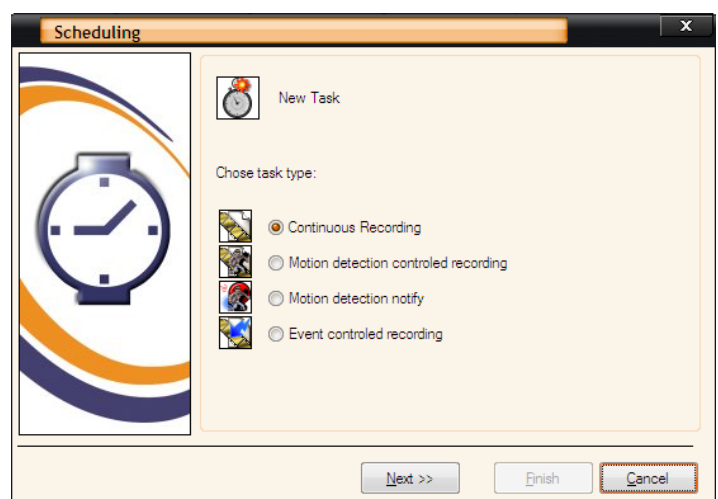 Scheduling
X
New Task
Chose task type:
Continuous Recording
Motion detection controled recording
Motion detection notify
Event controled recording
Next >>
Finish
Cancel